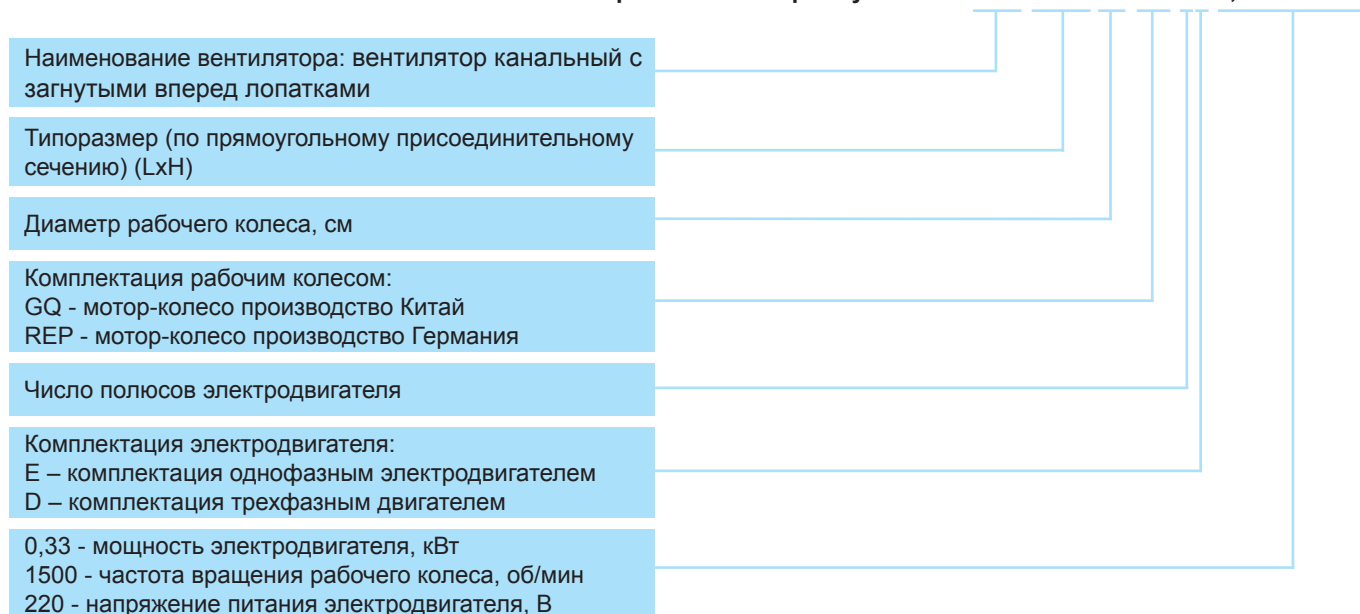 Наименование вентилятора: вентилятор канальный с
загнутыми вперед лопатками
Типоразмер (по прямоугольному присоединительному
сечению) (LxH)
Диаметр рабочего колеса, см
Комплектация рабочим колесом:
GQ - мотор-колесо производство Китай
REP - мотор-колесо производство Германия
Число полюсов электродвигателя
Комплектация электродвигателя:
E – комплектация однофазным электродвигателем
D – комплектация трехфазным двигателем
0,33 - мощность электродвигателя, кВт
1500 - частота вращения рабочего колеса, об/мин
220 - напряжение питания электродвигателя, В